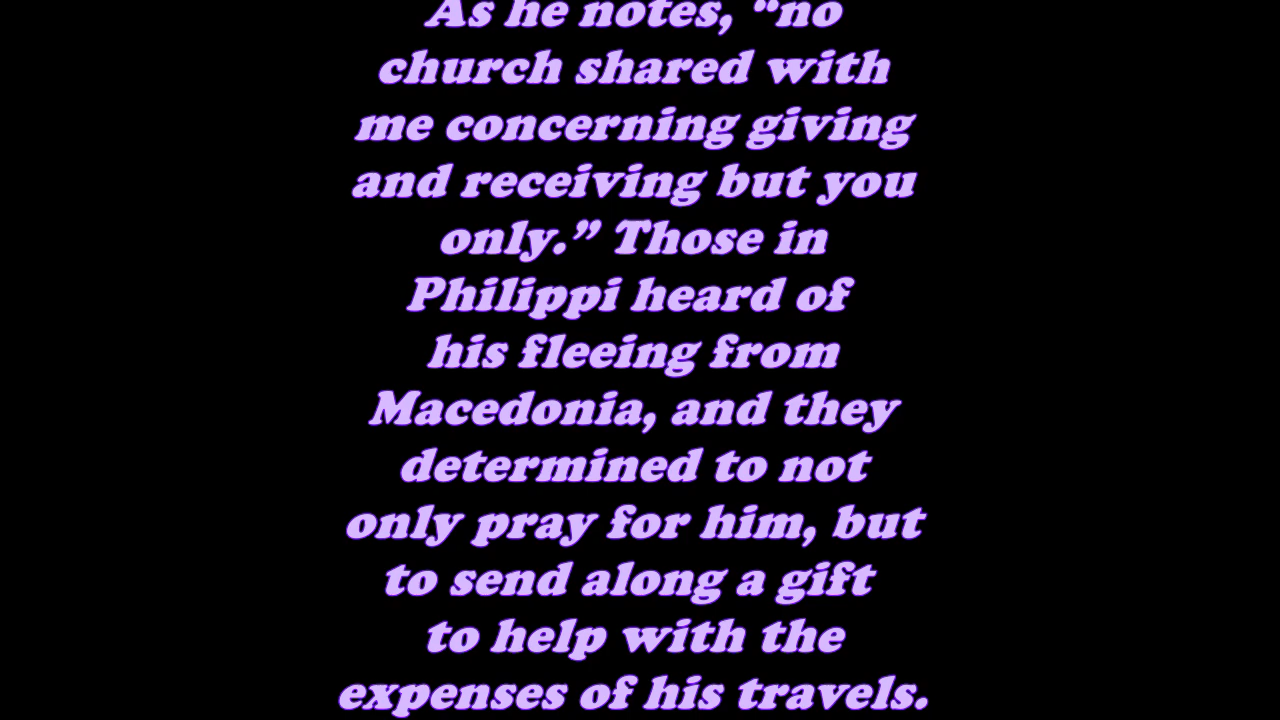 As he notes, “no
church shared with
me concerning giving
and receiving but you
only.” Those in
Philippi heard of
his fleeing from
Macedonia, and they
determined to not
only pray for him, but
to send along a gift
to help with the
expenses of his travels.